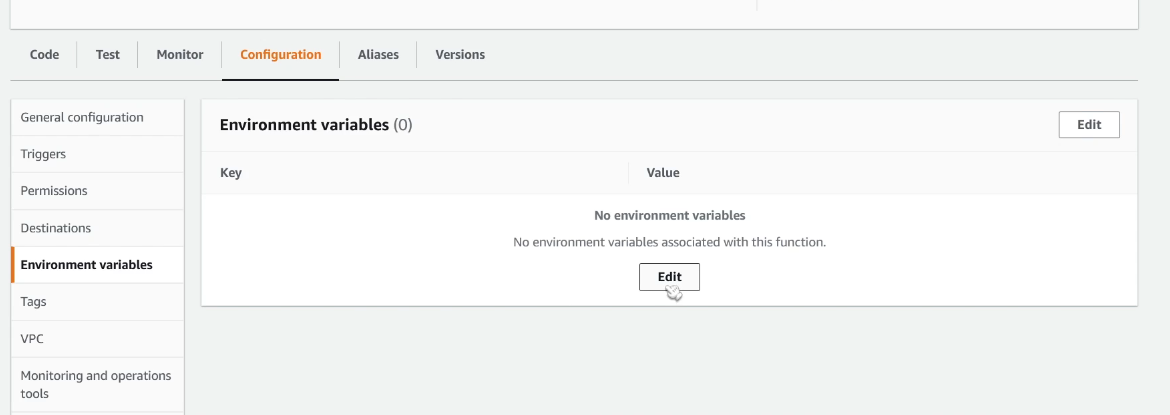 Code Test Monitor Configuration Aliases Versions
General configuration
Triggers
Permissions
Destinations
Environment variables
Tags
VPC
Monitoring and operations
tools
Environment variables (0) Edit
Key Value
No environment variables
No environment variables associated with this function.
Edit